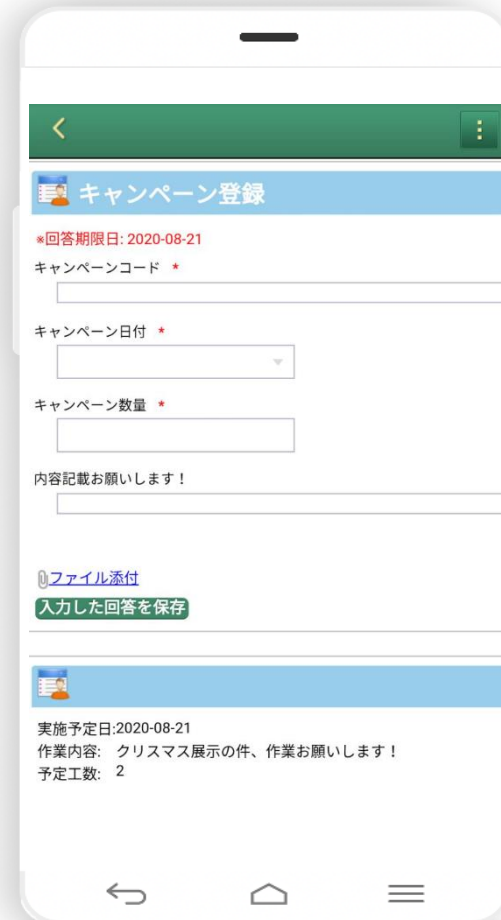 キャンペーン登録
*回答期限日: 2020-08-21
キャンペーンコード *
キャンペーン日付 *
キャンペーン数量 *
内容記載お願いします！
ファイル添付
入力した回答を保存
実施予定日:2020-08-21
作業内容: クリスマス展示の件、作業お願いします！
予定工数: 2